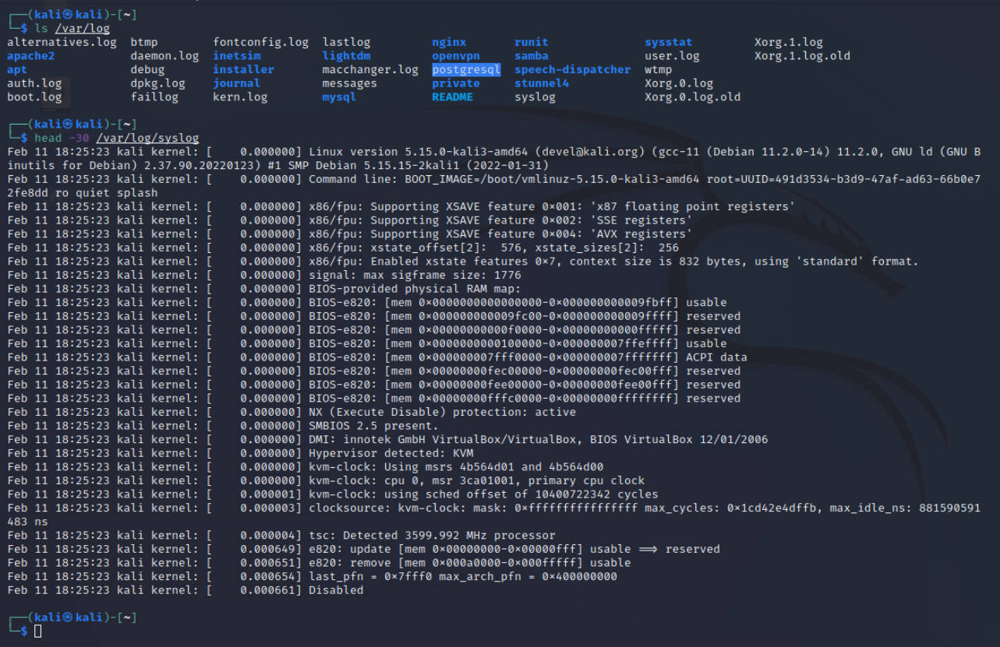 ┌──(kali㉿kali)-[~]
└─$ ls /var/log
alternatives.log  btmp        fontconfig.log  lastlog         nginx       runit              sysstat         Xorg.1.log
apache2           daemon.log  inetsim         lightdm         openvpn     samba              user.log        Xorg.1.log.old
apt               debug       installer       macchanger.log  postgresql  speech-dispatcher  wtmp
auth.log          dpkg.log    journal         messages        private     stunnel4           Xorg.0.log
boot.log          faillog     kern.log        mysql           README      syslog             Xorg.0.log.old
┌──(kali㉿kali)-[~]
└─$ head -30 /var/log/syslog
Feb 11 18:25:23 kali kernel: [    0.000000] Linux version 5.15.0-kali3-amd64 (devel@kali.org) (gcc-11 (Debian 11.2.0-14) 11.2.0, GNU ld (GNU B
inutils for Debian) 2.37.90.20220123) #1 SMP Debian 5.15.15-2kali1 (2022-01-31)
Feb 11 18:25:23 kali kernel: [    0.000000] Command line: BOOT_IMAGE=/boot/vmlinuz-5.15.0-kali3-amd64 root=UUID=491d3534-b3d9-47af-ad63-66b0e7
2fe8dd ro quiet splash
Feb 11 18:25:23 kali kernel: [    0.000000] x86/fpu: Supporting XSAVE feature 0x001: 'x87 floating point registers'
Feb 11 18:25:23 kali kernel: [    0.000000] x86/fpu: Supporting XSAVE feature 0x002: 'SSE registers'
Feb 11 18:25:23 kali kernel: [    0.000000] x86/fpu: Supporting XSAVE feature 0x004: 'AVX registers'
Feb 11 18:25:23 kali kernel: [    0.000000] x86/fpu: xstate_offset[2]:  576, xstate_sizes[2]:  256
Feb 11 18:25:23 kali kernel: [    0.000000] x86/fpu: Enabled xstate features 0x7, context size is 832 bytes, using 'standard' format.
Feb 11 18:25:23 kali kernel: [    0.000000] signal: max sigframe size: 1776
Feb 11 18:25:23 kali kernel: [    0.000000] BIOS-provided physical RAM map:
Feb 11 18:25:23 kali kernel: [    0.000000] BIOS-e820: [mem 0x0000000000000000-0x000000000009fbff] usable
Feb 11 18:25:23 kali kernel: [    0.000000] BIOS-e820: [mem 0x000000000009fc00-0x000000000009ffff] reserved
Feb 11 18:25:23 kali kernel: [    0.000000] BIOS-e820: [mem 0x00000000000f0000-0x00000000000fffff] reserved
Feb 11 18:25:23 kali kernel: [    0.000000] BIOS-e820: [mem 0x0000000000100000-0x000000007ffeffff] usable
Feb 11 18:25:23 kali kernel: [    0.000000] BIOS-e820: [mem 0x000000007fff0000-0x000000007fffffff] ACPI data
Feb 11 18:25:23 kali kernel: [    0.000000] BIOS-e820: [mem 0x00000000fec00000-0x00000000fec00fff] reserved
Feb 11 18:25:23 kali kernel: [    0.000000] BIOS-e820: [mem 0x00000000fee00000-0x00000000fee00fff] reserved
Feb 11 18:25:23 kali kernel: [    0.000000] BIOS-e820: [mem 0x00000000fffc0000-0x00000000ffffffff] reserved
Feb 11 18:25:23 kali kernel: [    0.000000] NX (Execute Disable) protection: active
Feb 11 18:25:23 kali kernel: [    0.000000] SMBIOS 2.5 present.
Feb 11 18:25:23 kali kernel: [    0.000000] DMI: innotek GmbH VirtualBox/VirtualBox, BIOS VirtualBox 12/01/2006
Feb 11 18:25:23 kali kernel: [    0.000000] Hypervisor detected: KVM
Feb 11 18:25:23 kali kernel: [    0.000000] kvm-clock: Using msrs 4b564d01 and 4b564d00
Feb 11 18:25:23 kali kernel: [    0.000000] kvm-clock: cpu 0, msr 3ca01001, primary cpu clock
Feb 11 18:25:23 kali kernel: [    0.000001] kvm-clock: using sched offset of 10400722342 cycles
Feb 11 18:25:23 kali kernel: [    0.000003] clocksource: kvm-clock: mask: 0xffffffffffffffff max_cycles: 0x1cd42e4dffb, max_idle_ns: 881590591
483 ns
Feb 11 18:25:23 kali kernel: [    0.000004] tsc: Detected 3599.992 MHz processor
Feb 11 18:25:23 kali kernel: [    0.000649] e820: update [mem 0x00000000-0x00000fff] usable ==> reserved
Feb 11 18:25:23 kali kernel: [    0.000651] e820: remove [mem 0x000a0000-0x000fffff] usable
Feb 11 18:25:23 kali kernel: [    0.000654] last_pfn = 0x7fff0 max_arch_pfn = 0x400000000
Feb 11 18:25:23 kali kernel: [    0.000661] Disabled
┌──(kali㉿kali)-[~]
└─$